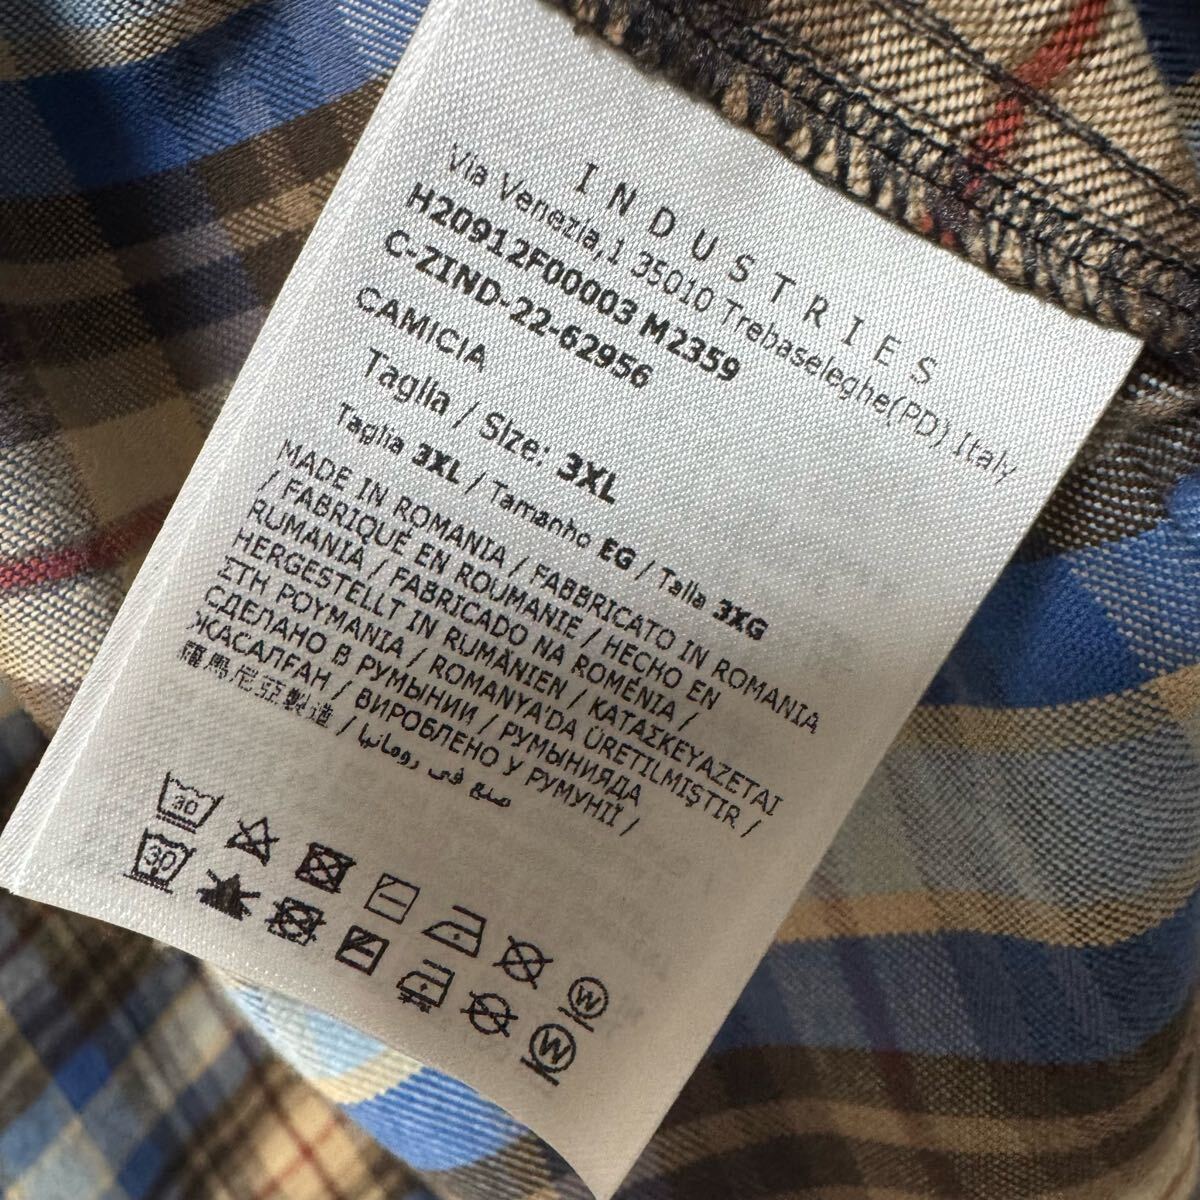 INDUSTRIES
Via Venezia,1 35010 Trebaseleghe(PD) Italy
H20912F00003 M2359
C-ZIND-22-62956
CAMICIA
Taglia / Size: 3XL
Taglia 3XL / Tamanho EG / Talla 3XG
MADE IN ROMANIA / FABBRICATO IN ROMANIA
/ FABRIQUÉ EN ROUMANIE / HECHO EN
RUMANIA / FABRICADO NA ROMÉNIA /
HERGESTELLT IN RUMÄNIEN / ΚΑΤΑΣΚΕΥΑΖΕΤΑΙ
ΣΤΗ ΡΟΥΜΑΝΙΑ / ROMANYA'DA ÜRETILMIŞTIR /
СДЕЛАНО В РУМЫНИИ / РУМЫНИЯДА
ЖАСАЛҒАН / ВИРОБЛЕНО У РУМУНІЇ /
羅馬尼亞製造 / صنع في رومانيا
30
W
30
W